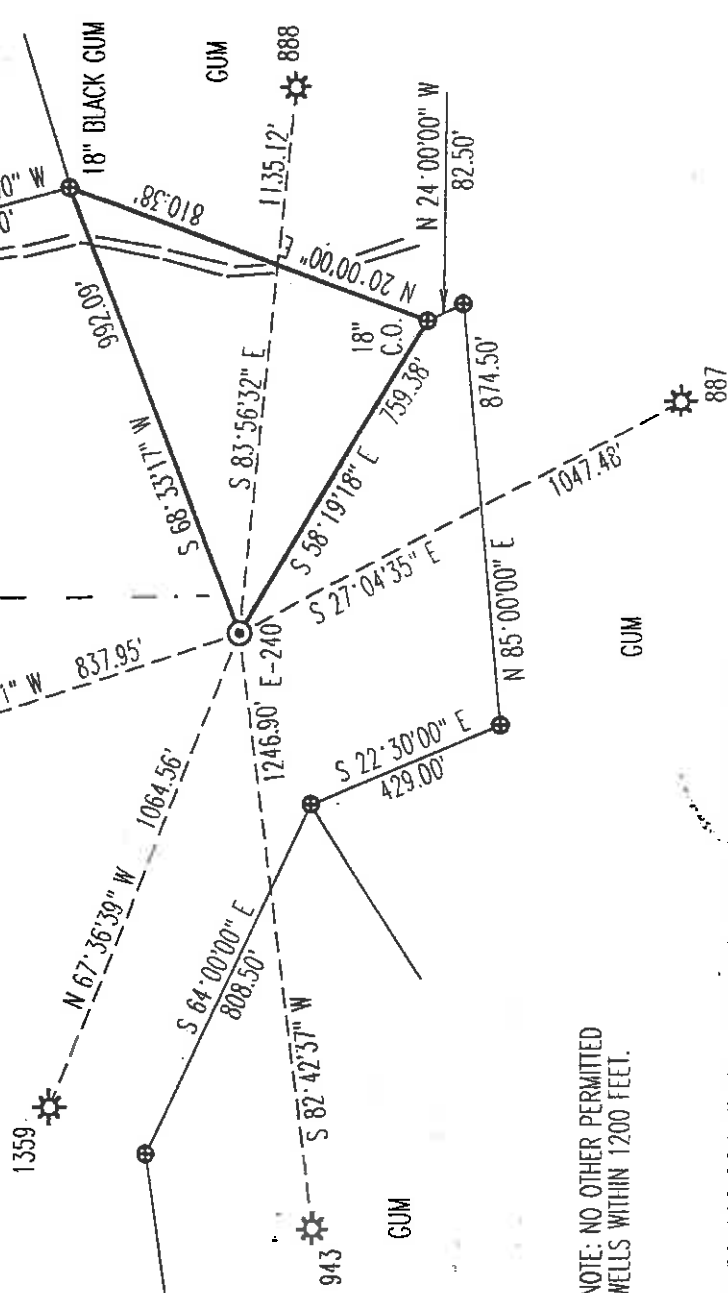 0" W
0'
18" BLACK GUM
GUM
888
992.09'
810.38'
1135.12'
N 24°00'00" W
82.50'
N 20°00'00" E
S 68°33'17" W
S 83°56'32" E
18"
C.O.
759.38'
S 58°19'18" E
874.50'
887
1047.48'
S 27°04'35" E
N 85°00'00" E
GUM
1" W
837.95'
1246.90'
E-240
S 22°30'00" E
429.00'
1064.56'
N 67°36'39" W
S 64°00'00" E
808.50'
S 82°42'37" W
1359
943
GUM
NOTE: NO OTHER PERMITTED
WELLS WITHIN 1200 FEET.